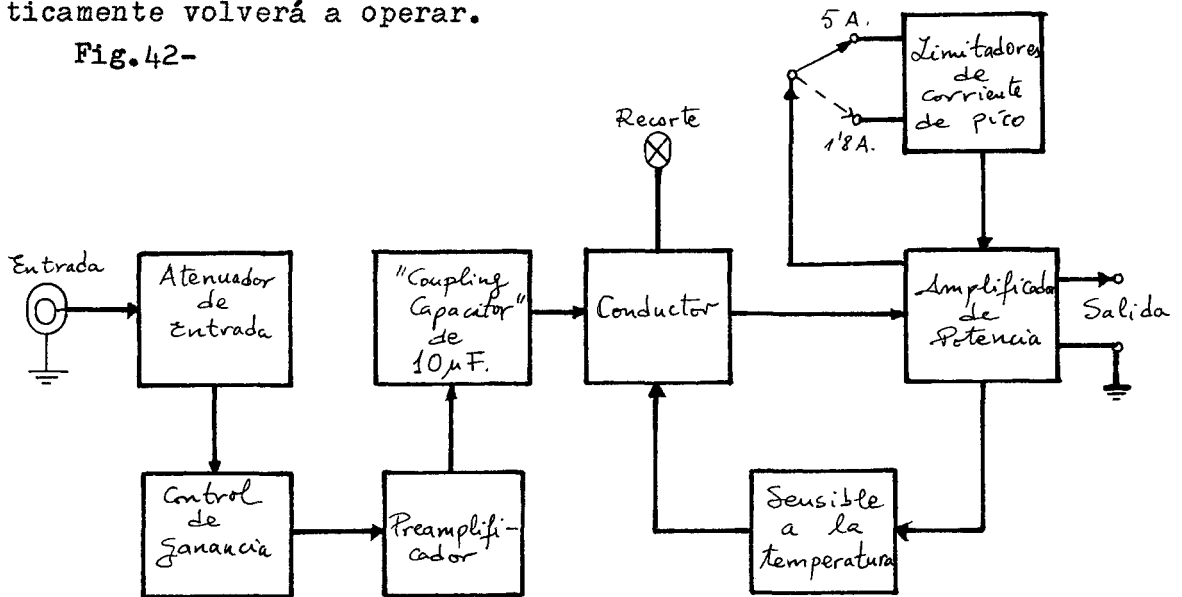 ticamente volverá a operar.
Fig.42-
5 A.
1'8 A.
Limitadores
de
corriente
de pico
Recorte
Entrada
Atenuador
de
Entrada
"Coupling
Capacitor"
de
10 μF.
Conductor
Amplificador
de
Potencia
Salida
Control
de
Ganancia
Preamplifi-
cador
Sensible
a la
temperatura